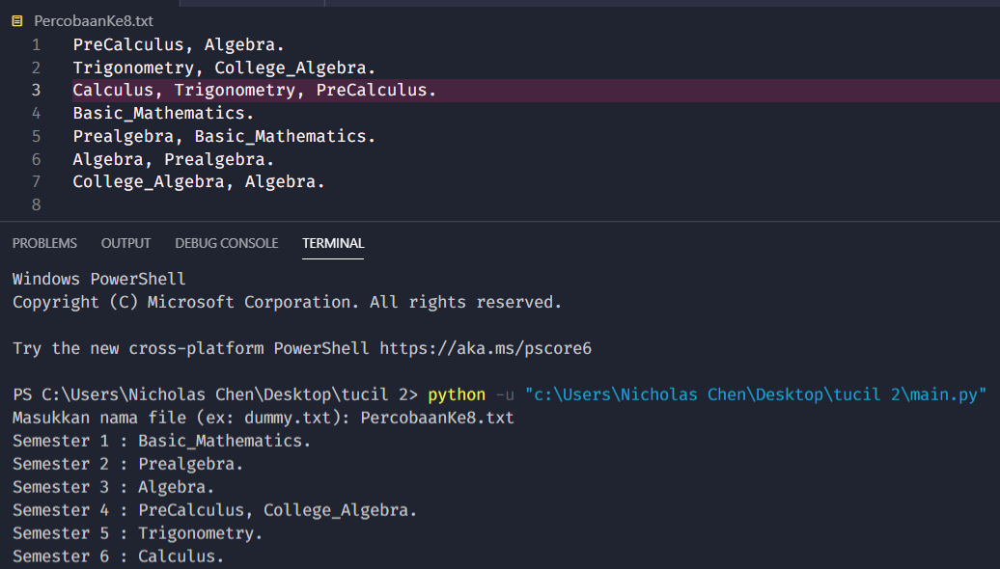 PercobaanKe8.txt
1 PreCalculus, Algebra.
2 Trigonometry, College_Algebra.
3 Calculus, Trigonometry, PreCalculus.
4 Basic_Mathematics.
5 Prealgebra, Basic_Mathematics.
6 Algebra, Prealgebra.
7 College_Algebra, Algebra.
8
PROBLEMS OUTPUT DEBUG CONSOLE TERMINAL
Windows PowerShell
Copyright (C) Microsoft Corporation. All rights reserved.
Try the new cross-platform PowerShell https://aka.ms/pscore6
PS C:\Users\Nicholas Chen\Desktop\tucil 2> python -u "c:\Users\Nicholas Chen\Desktop\tucil 2\main.py"
Masukkan nama file (ex: dummy.txt): PercobaanKe8.txt
Semester 1 : Basic_Mathematics.
Semester 2 : Prealgebra.
Semester 3 : Algebra.
Semester 4 : PreCalculus, College_Algebra.
Semester 5 : Trigonometry.
Semester 6 : Calculus.